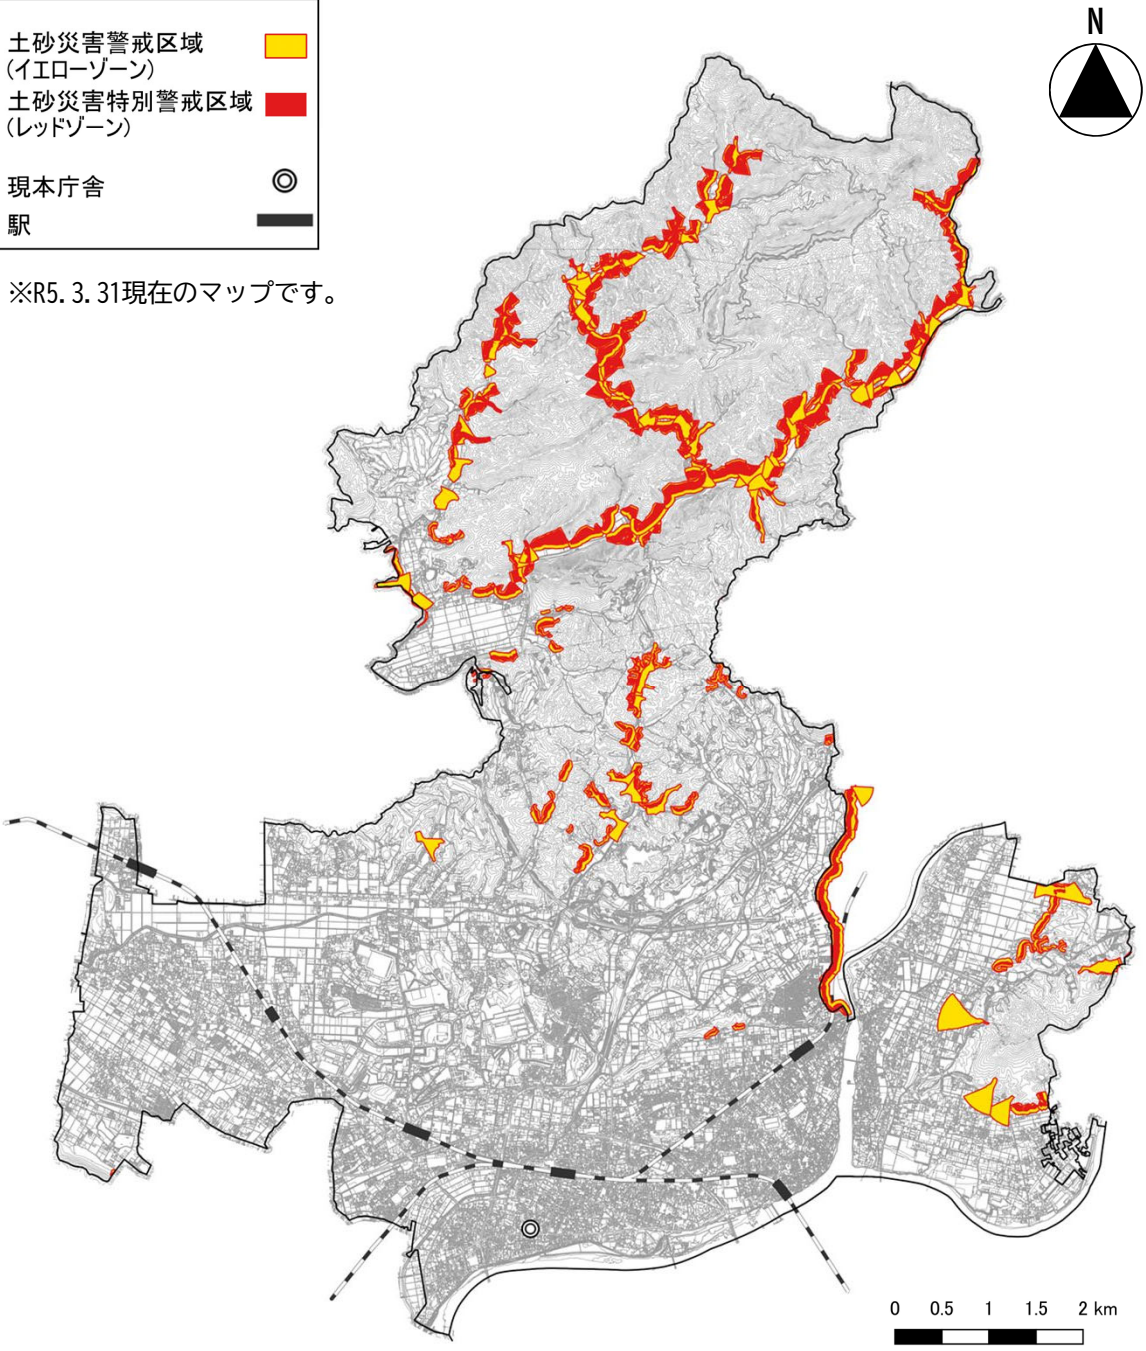 土砂災害警戒区域
(イエローゾーン)
土砂災害特別警戒区域
(レッドゾーン)
現本庁舎
駅
※R5.3.31現在のマップです。
N
0 0.5 1 1.5 2 km